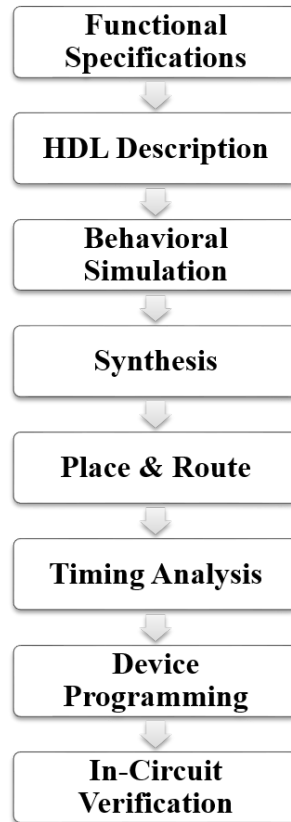 Functional
Specifications
HDL Description
Behavioral
Simulation
Synthesis
Place & Route
Timing Analysis
Device
Programming
In-Circuit
Verification